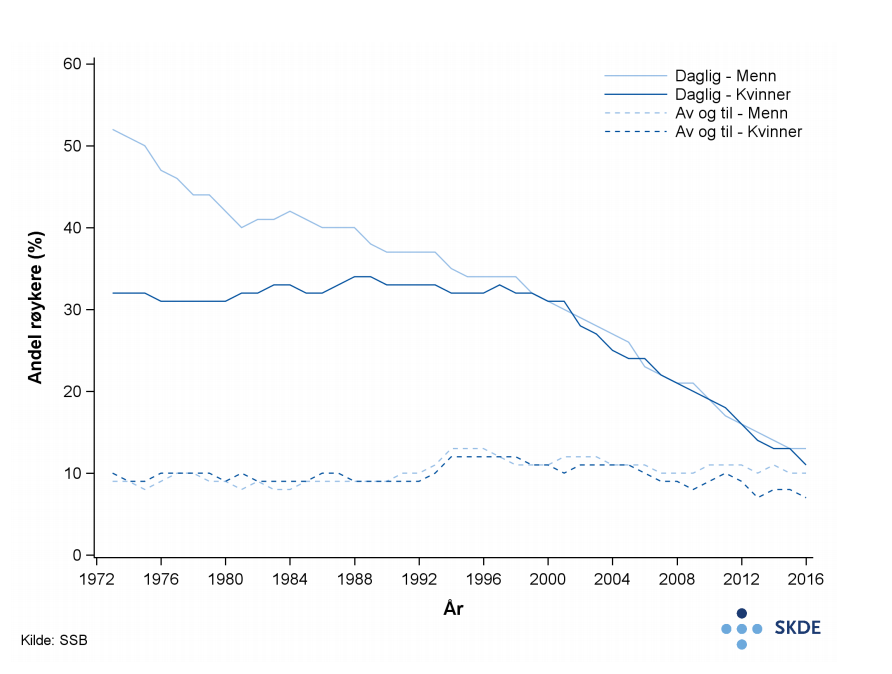 60
50
40
30
20
10
0
Andel røykere (%)
Daglig - Menn
Daglig - Kvinner
Av og til - Menn
Av og til - Kvinner
1972 1976 1980 1984 1988 1992 1996 2000 2004 2008 2012 2016
År
Kilde: SSB
SKDE